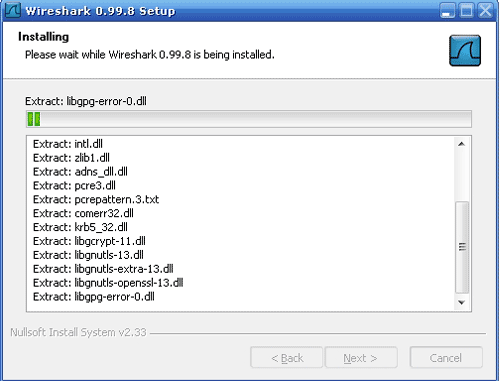 Wireshark 0.99.8 Setup
Installing
Please wait while Wireshark 0.99.8 is being installed.
Extract: libgpg-error-0.dll
Extract: intl.dll
Extract: zlib1.dll
Extract: adns_dll.dll
Extract: pcre3.dll
Extract: pcrepattern.3.txt
Extract: comerr32.dll
Extract: krb5_32.dll
Extract: libgcrypt-11.dll
Extract: libgnutls-13.dll
Extract: libgnutls-extra-13.dll
Extract: libgnutls-openssl-13.dll
Extract: libgpg-error-0.dll
Nullsoft Install System v2.33
< Back Next > Cancel